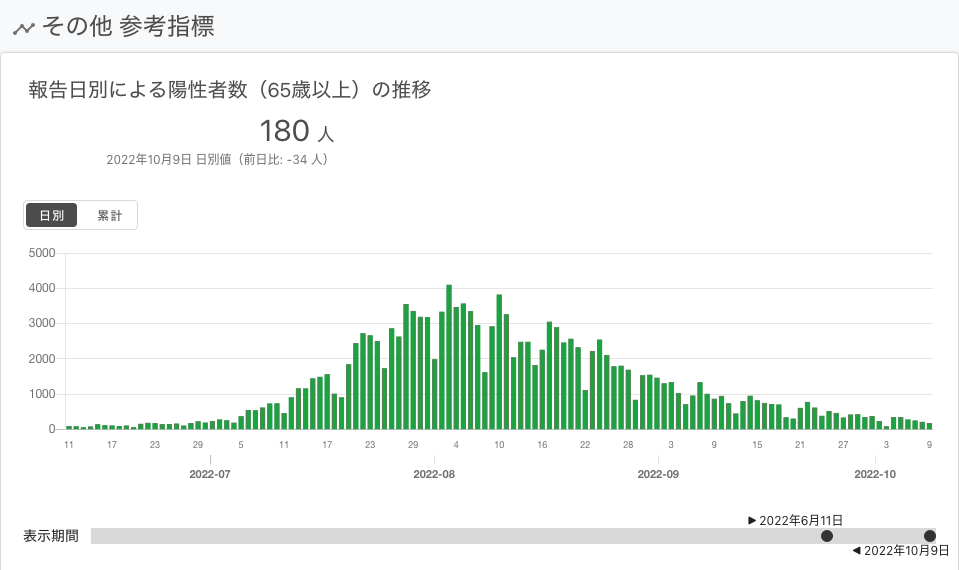 その他 参考指標
報告日別による陽性者数（65歳以上）の推移
180 人
2022年10月9日 日別値（前日比: -34 人）
日別 累計
5000
4000
3000
2000
1000
0
11 17 23 29 5 11 17 23 29 4 10 16 22 28 3 9 15 21 27 3 9
2022-07 2022-08 2022-09 2022-10
▶ 2022年6月11日
表示期間
◀ 2022年10月9日